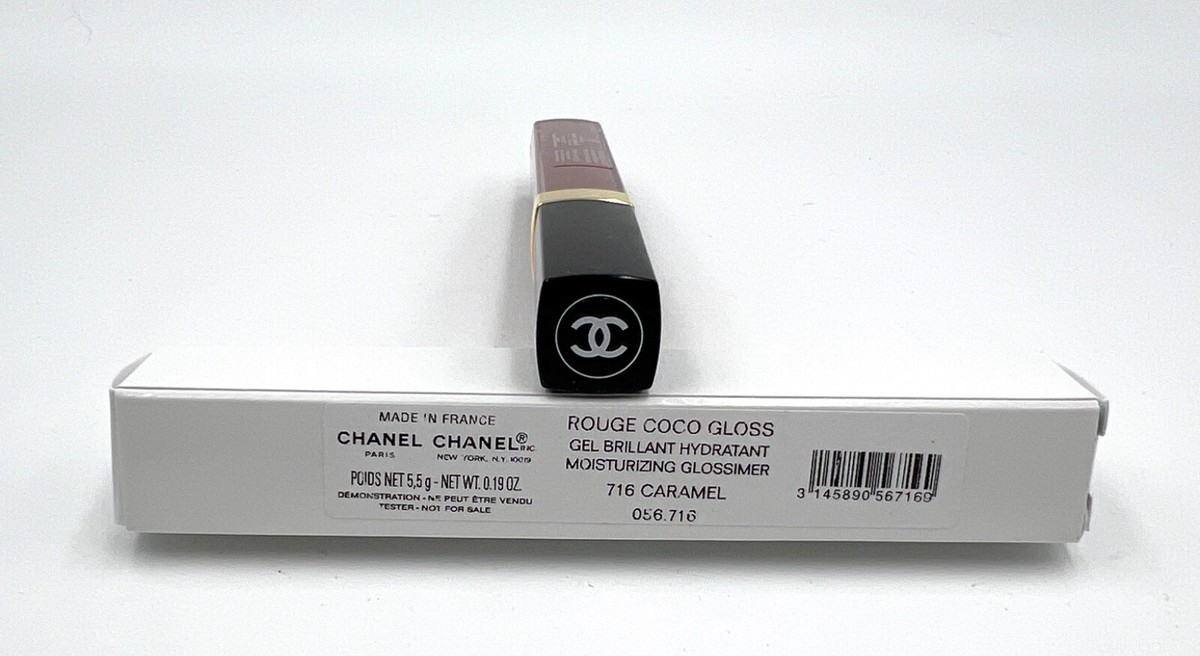 MADE IN FRANCE
CHANEL CHANEL® INC.
PARIS NEW YORK, N.Y. 10019
POIDS NET 5,5 g - NET WT. 0.19 OZ.
DÉMONSTRATION - NE PEUT ÊTRE VENDU
TESTER - NOT FOR SALE
ROUGE COCO GLOSS
GEL BRILLANT HYDRATANT
MOISTURIZING GLOSSIMER
716 CARAMEL
056.716
3 145890 567169